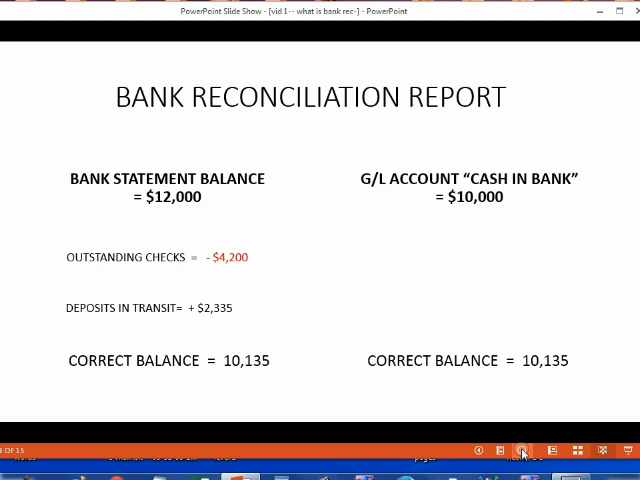 PowerPoint Slide Show - [vid 1-- what is bank rec-] - PowerPoint
BANK RECONCILIATION REPORT
BANK STATEMENT BALANCE
= $12,000
G/L ACCOUNT “CASH IN BANK”
= $10,000
OUTSTANDING CHECKS = - $4,200
DEPOSITS IN TRANSIT= + $2,335
CORRECT BALANCE = 10,135
CORRECT BALANCE = 10,135
OF 15